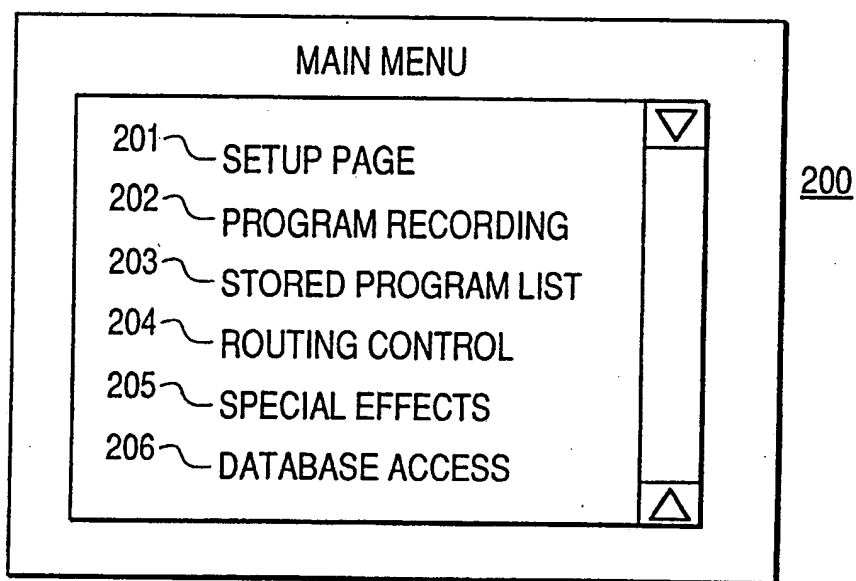 MAIN MENU
201 SETUP PAGE
202 PROGRAM RECORDING
200
203 STORED PROGRAM LIST
204 ROUTING CONTROL
205 SPECIAL EFFECTS
206 DATABASE ACCESS